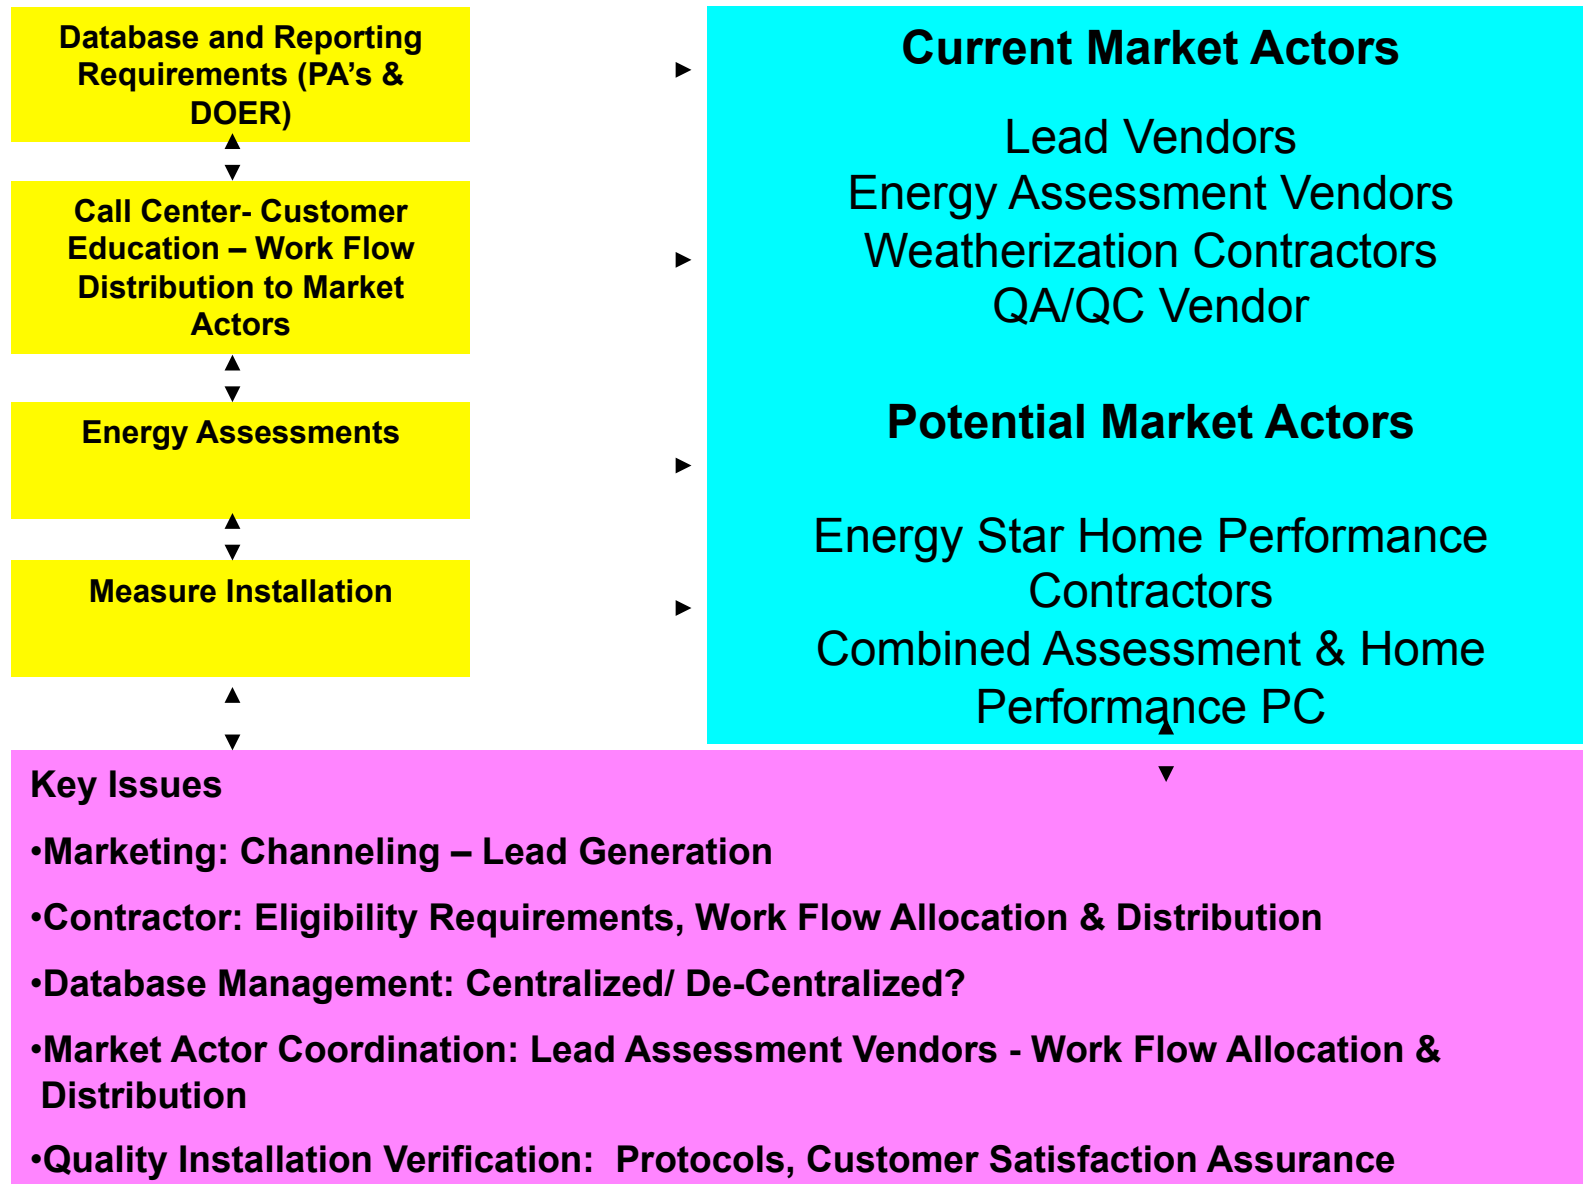 Database and Reporting
Requirements (PA's &
DOER)
Call Center- Customer
Education – Work Flow
Distribution to Market
Actors
Energy Assessments
Measure Installation
Current Market Actors
Lead Vendors
Energy Assessment Vendors
Weatherization Contractors
QA/QC Vendor
Potential Market Actors
Energy Star Home Performance
Contractors
Combined Assessment & Home
Performance PC
Key Issues
•Marketing: Channeling – Lead Generation
•Contractor: Eligibility Requirements, Work Flow Allocation & Distribution
•Database Management: Centralized/ De-Centralized?
•Market Actor Coordination: Lead Assessment Vendors - Work Flow Allocation &
Distribution
•Quality Installation Verification:  Protocols, Customer Satisfaction Assurance